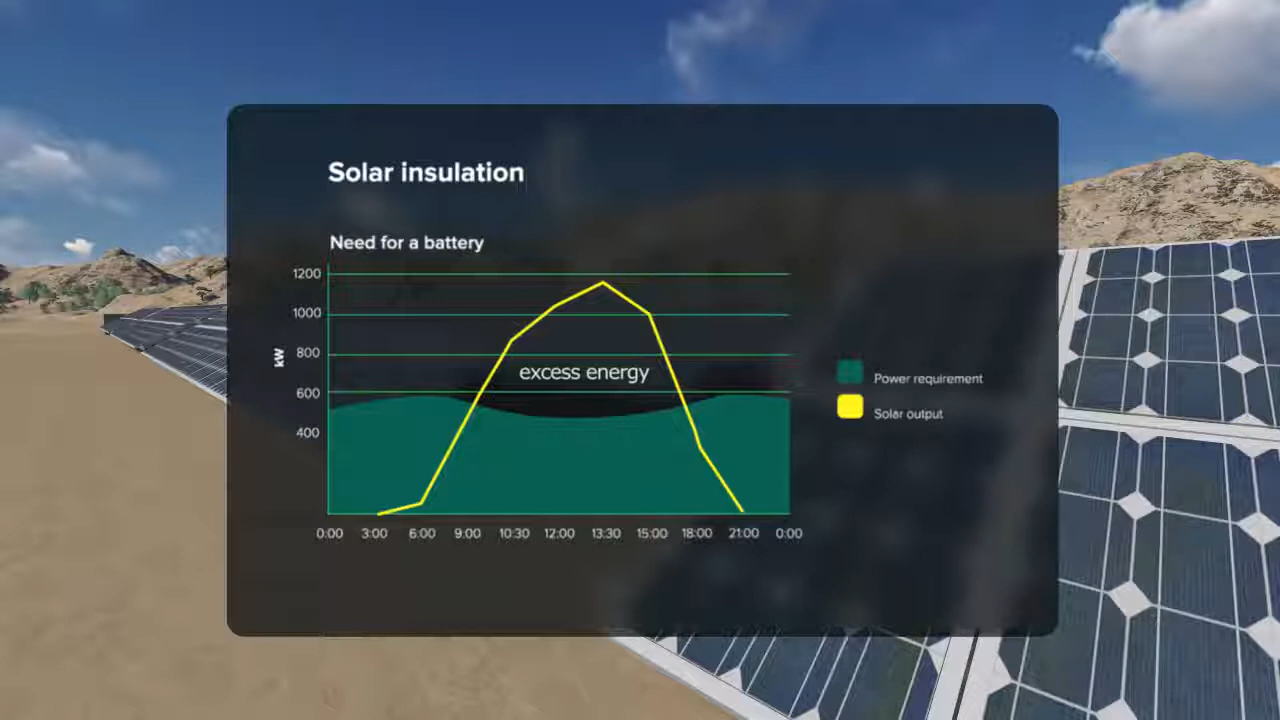 Solar insulation
Need for a battery
1200
1000
800
600
400
kW
excess energy
Power requirement
Solar output
0:00 3:00 6:00 9:00 10:30 12:00 13:30 15:00 18:00 21:00 0:00